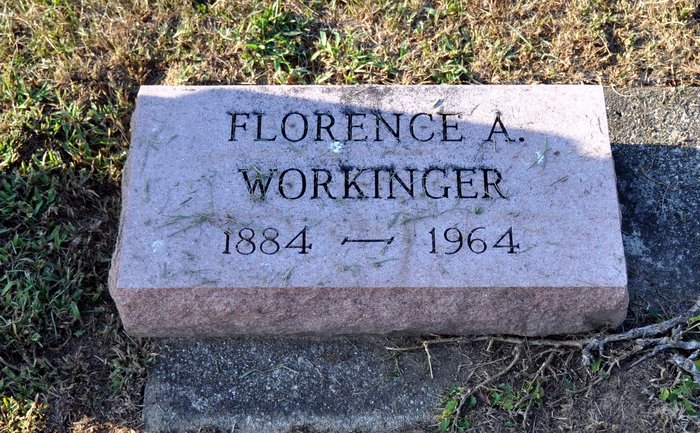 FLORENCE A.
WORKINGER
1884 — 1964